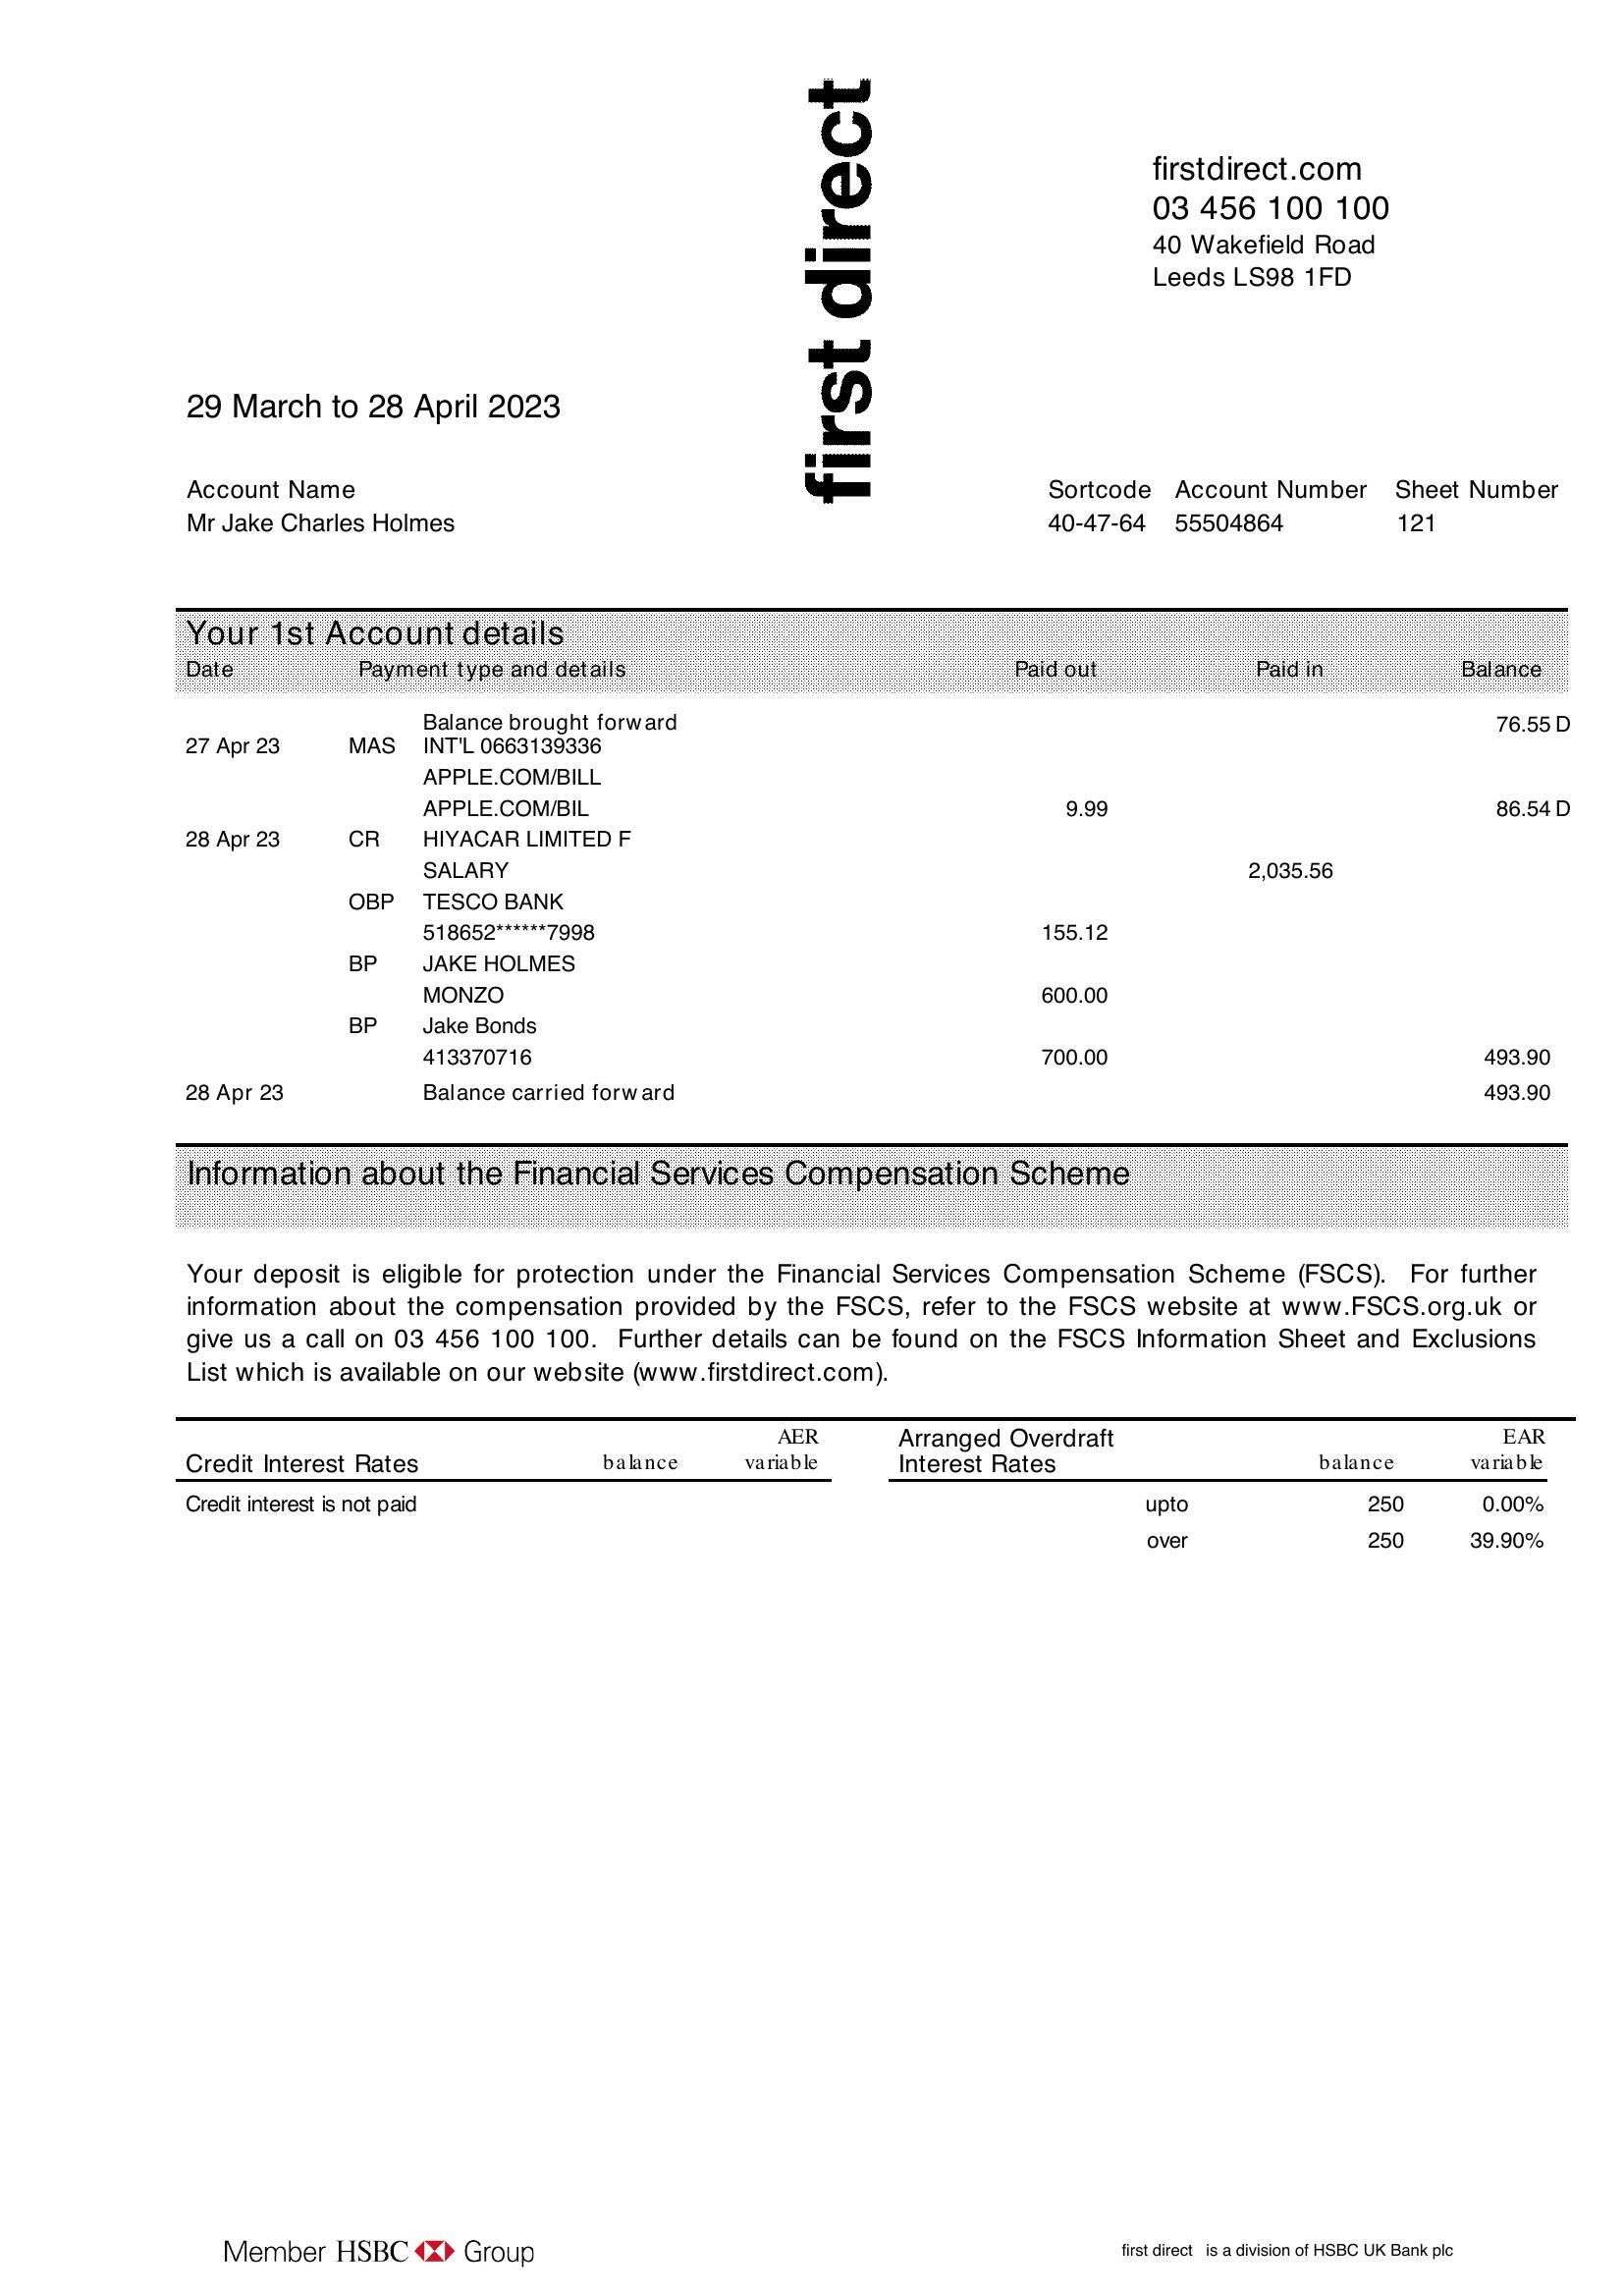 first direct
firstdirect.com
03 456 100 100
40 Wakefield Road
Leeds LS98 1FD
29 March to 28 April 2023
Account Name Sortcode Account Number Sheet Number
Mr Jake Charles Holmes 40-47-64 55504864 121
Your 1st Account details
Date Payment type and details Paid out Paid in Balance
Balance brought forward 76.55 D
27 Apr 23 MAS INT'L 0663139336
APPLE.COM/BILL
APPLE.COM/BIL 9.99 86.54 D
28 Apr 23 CR HIYACAR LIMITED F
SALARY 2,035.56
OBP TESCO BANK
518652******7998 155.12
BP JAKE HOLMES
MONZO 600.00
BP Jake Bonds
413370716 700.00 493.90
28 Apr 23 Balance carried forward 493.90
Information about the Financial Services Compensation Scheme
Your deposit is eligible for protection under the Financial Services Compensation Scheme (FSCS). For further
information about the compensation provided by the FSCS, refer to the FSCS website at www.FSCS.org.uk or
give us a call on 03 456 100 100. Further details can be found on the FSCS Information Sheet and Exclusions
List which is available on our website (www.firstdirect.com).
AER Arranged Overdraft EAR
Credit Interest Rates balance variable Interest Rates balance variable
Credit interest is not paid upto 250 0.00%
over 250 39.90%
Member HSBC Group first direct is a division of HSBC UK Bank plc